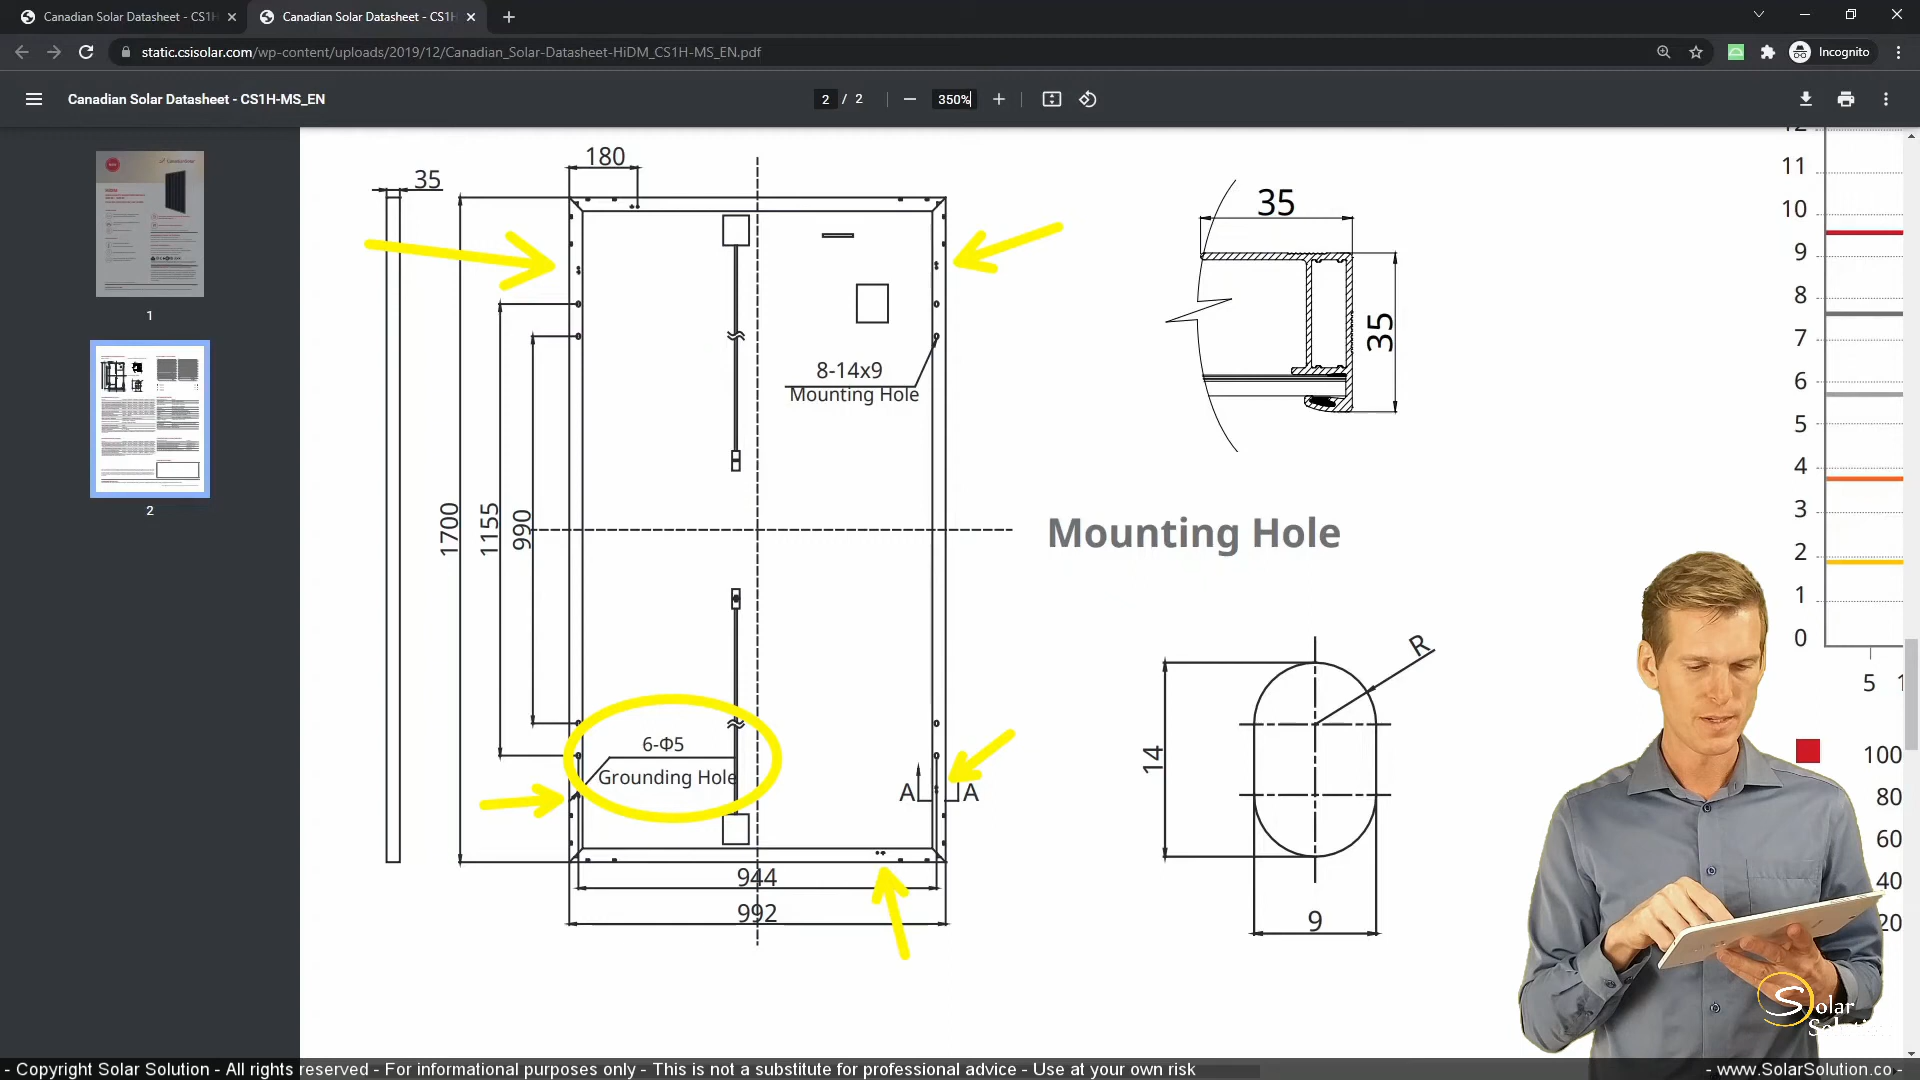 Canadian Solar Datasheet - CS1H
Canadian Solar Datasheet - CS1H
static.csisolar.com/wp-content/uploads/2019/12/Canadian_Solar-Datasheet-HiDM_CS1H-MS_EN.pdf
Incognito
Canadian Solar Datasheet - CS1H-MS_EN
2 / 2
350%
1
2
180
35
1700
1155
990
8-14x9
Mounting Hole
6-Φ5
Grounding Hole
A
A
944
992
35
35
Mounting Hole
R
14
9
12
11
10
9
8
7
6
5
4
3
2
1
0
5
100
80
60
40
20
Solar
- Copyright Solar Solution - All rights reserved - For informational purposes only - This is not a substitute for professional advice - Use at your own risk
- www.SolarSolution.co -